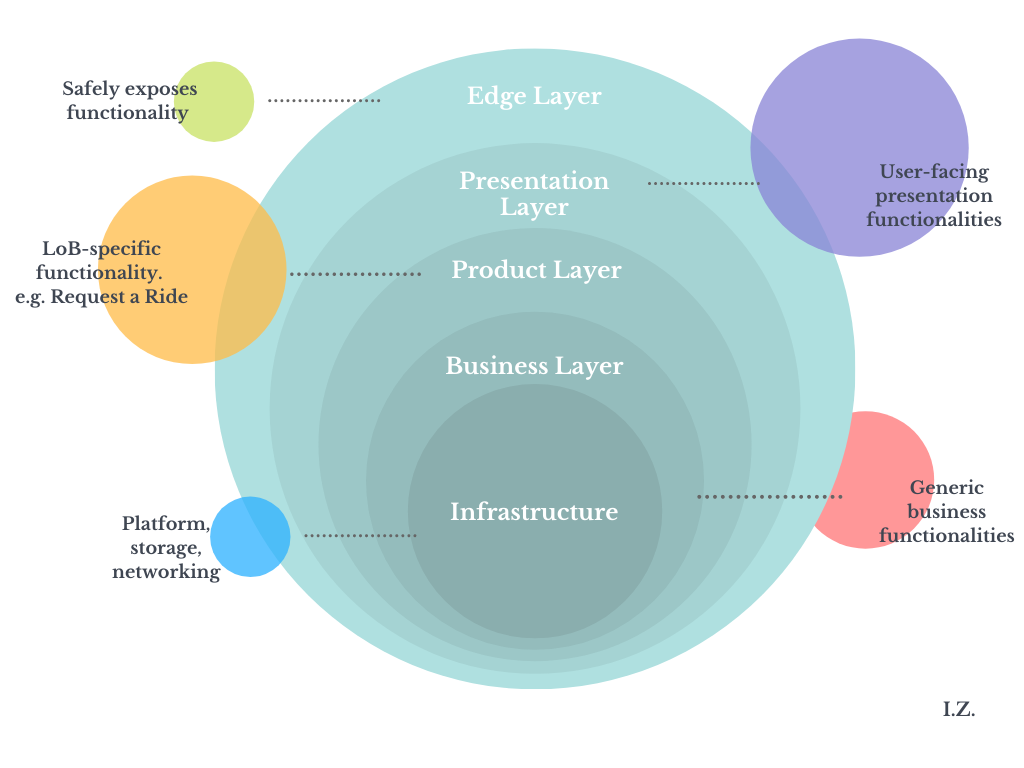 Edge Layer
Safely exposes
functionality
Presentation
Layer
User-facing
presentation
functionalities
LoB-specific
functionality.
e.g. Request a Ride
Product Layer
Business Layer
Generic
business
functionalities
Infrastructure
Platform,
storage,
networking
I.Z.